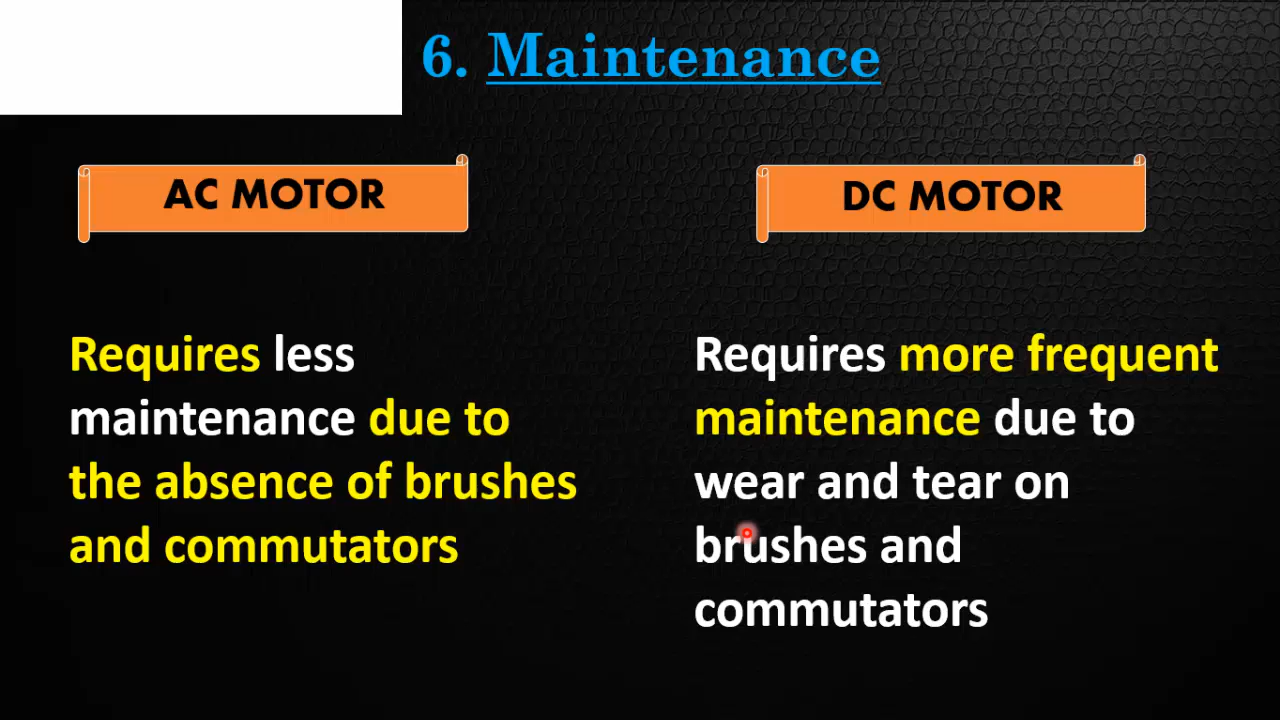 6. Maintenance
AC MOTOR
Requires less
maintenance due to
the absence of brushes
and commutators
DC MOTOR
Requires more frequent
maintenance due to
wear and tear on
brushes and
commutators